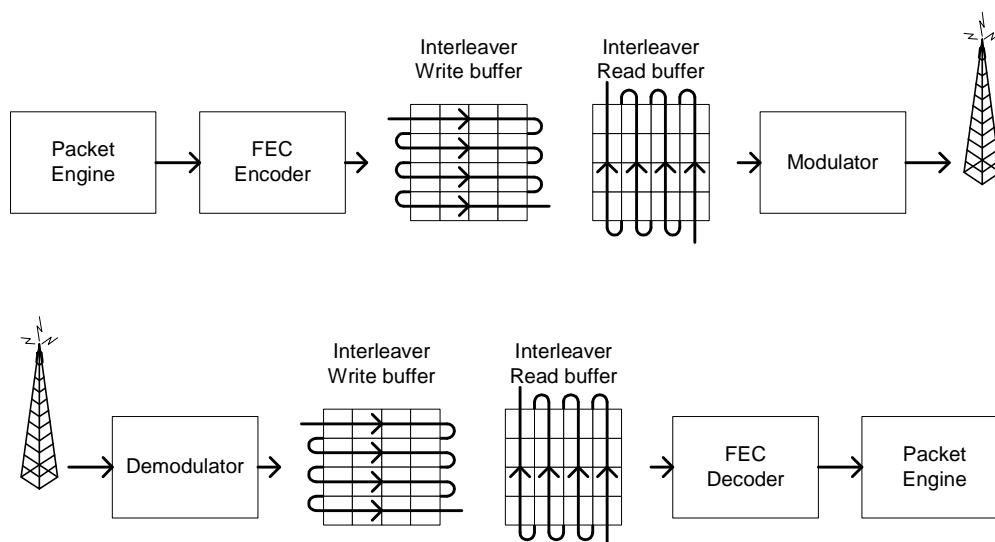 Interleaver
Write buffer
Interleaver
Read buffer
Packet
Engine
FEC
Encoder
Modulator
Interleaver
Write buffer
Interleaver
Read buffer
Demodulator
FEC
Decoder
Packet
Engine